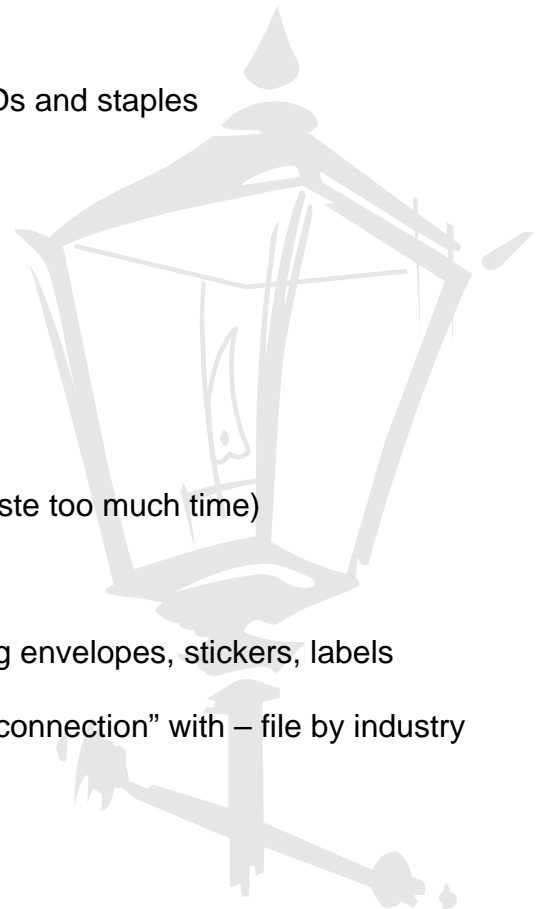 Ds and staples
ste too much time)
g envelopes, stickers, labels
connection” with – file by industry